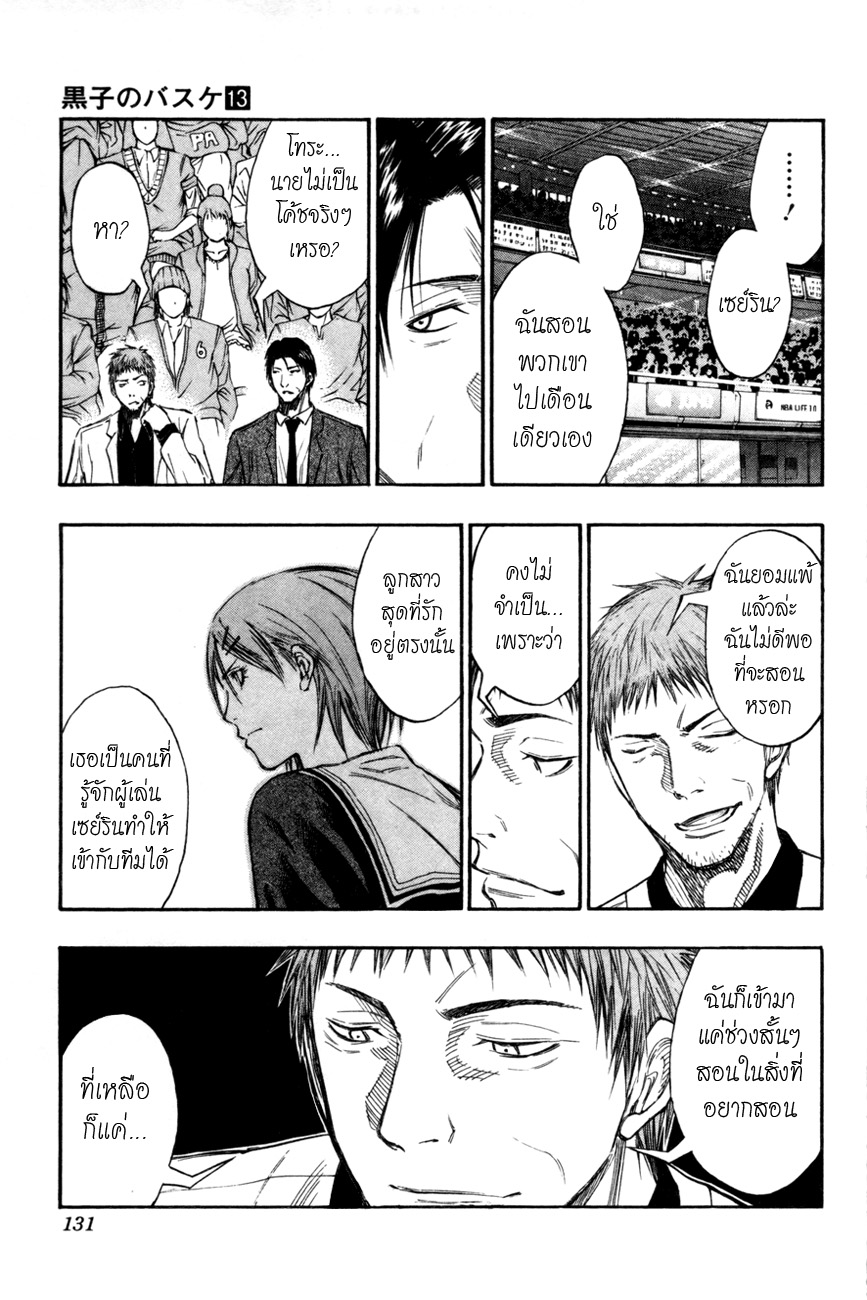 黒子のバスケ13
……!
เซย์ริน?
ใช่
ฉันสอน
พวกเขา
ไปเดือน
เดียวเอง
A NBA LIFE 10
โทระ...
นายไม่เป็น
โค้ชจริงๆ
เหรอ?
หา?
PA
6
ฉันยอมแพ้
แล้วล่ะ
ฉันไม่ดีพอ
ที่จะสอน
หรอก
คงไม่
จำเป็น...
เพราะว่า
ลูกสาว
สุดที่รัก
อยู่ตรงนั้น
เธอเป็นคนที่
รู้จักผู้เล่น
เซย์รินทำให้
เข้ากับทีมได้
ฉันก็เข้ามา
แค่ช่วงสั้นๆ
สอนในสิ่งที่
อยากสอน
ที่เหลือ
ก็แค่...
131